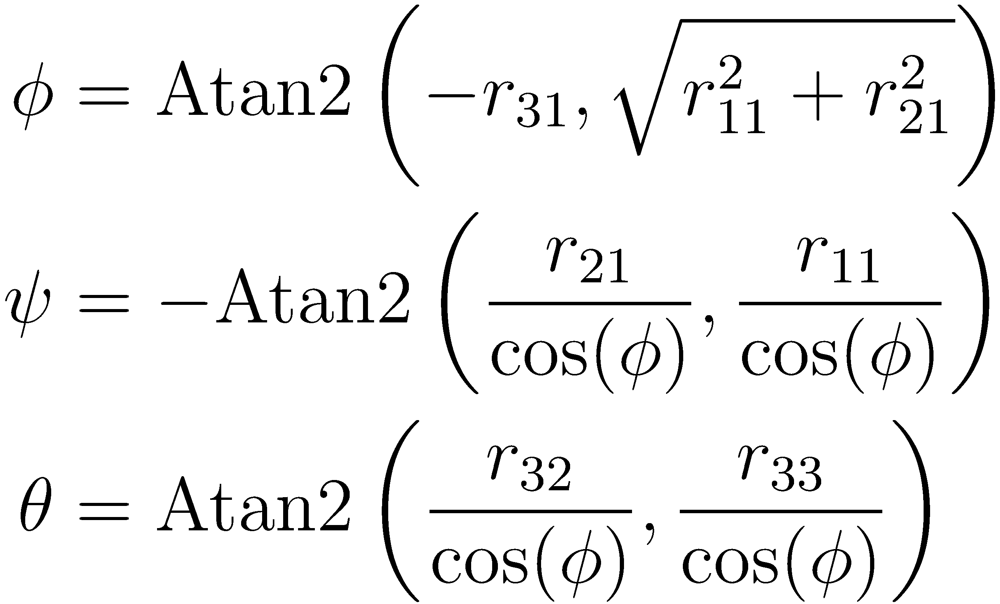 ϕ = Atan2 (−r₃₁, √(r₁₁² + r₂₁²))
ψ = −Atan2 (r₂₁/cos(ϕ), r₁₁/cos(ϕ))
θ = Atan2 (r₃₂/cos(ϕ), r₃₃/cos(ϕ))